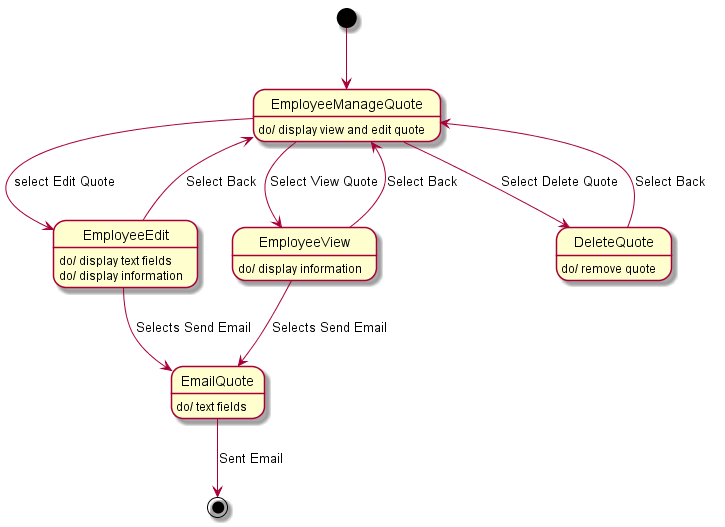 EmployeeManageQuote
do/ display view and edit quote
select Edit Quote
Select Back
Select View Quote
Select Back
Select Delete Quote
Select Back
EmployeeEdit
do/ display text fields
do/ display information
EmployeeView
do/ display information
DeleteQuote
do/ remove quote
Selects Send Email
Selects Send Email
EmailQuote
do/ text fields
Sent Email